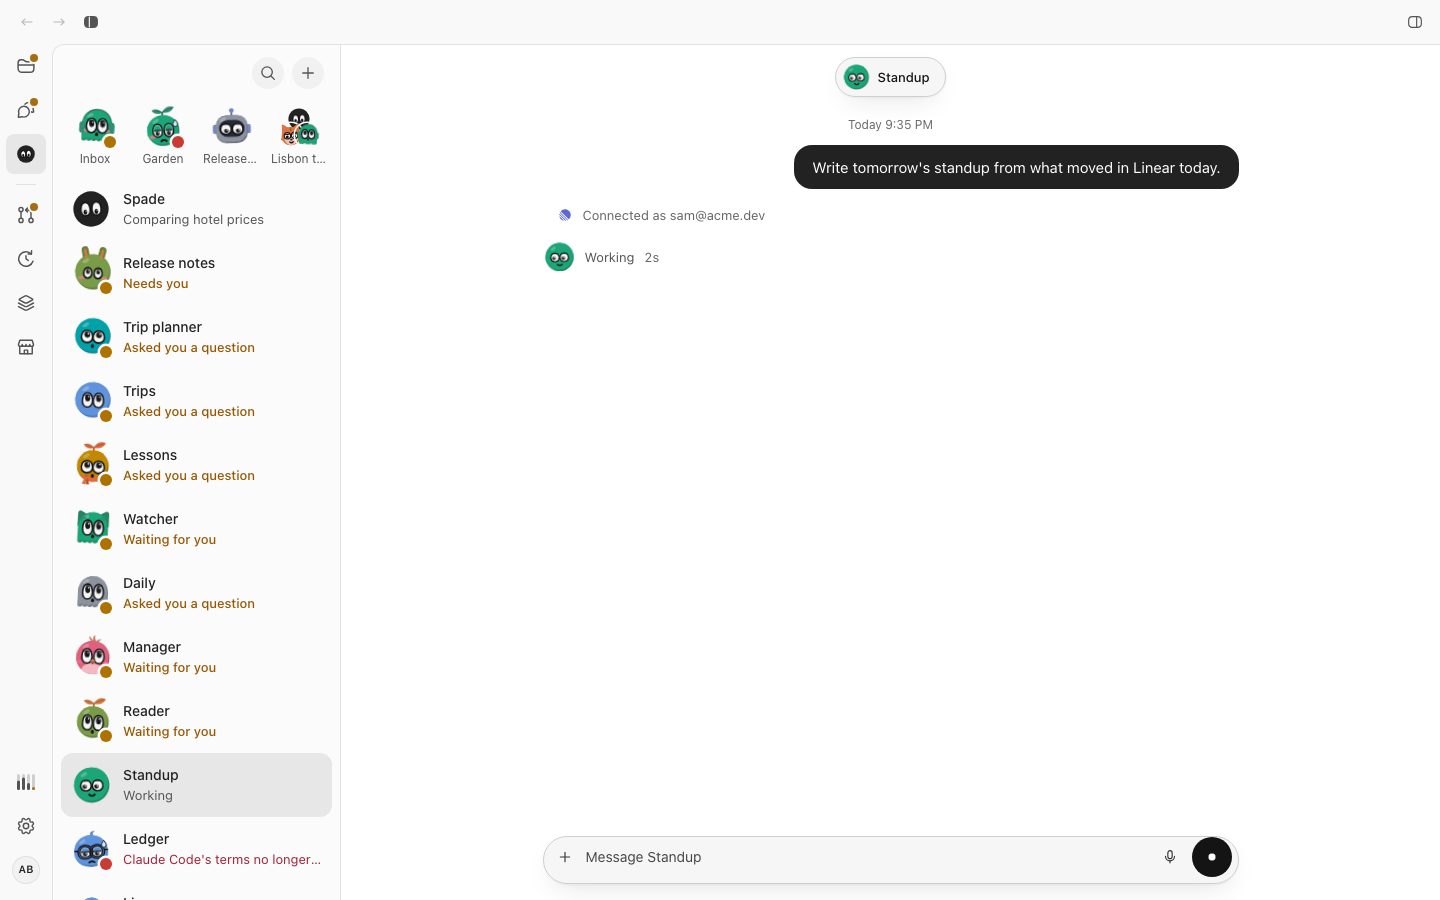 Inbox
Garden
Release...
Lisbon t...
Spade
Comparing hotel prices
Release notes
Needs you
Trip planner
Asked you a question
Trips
Asked you a question
Lessons
Asked you a question
Watcher
Waiting for you
Daily
Asked you a question
Manager
Waiting for you
Reader
Waiting for you
Standup
Working
Ledger
Claude Code's terms no longer...
AB
Standup
Today 9:35 PM
Write tomorrow's standup from what moved in Linear today.
Connected as sam@acme.dev
Working 2s
Message Standup